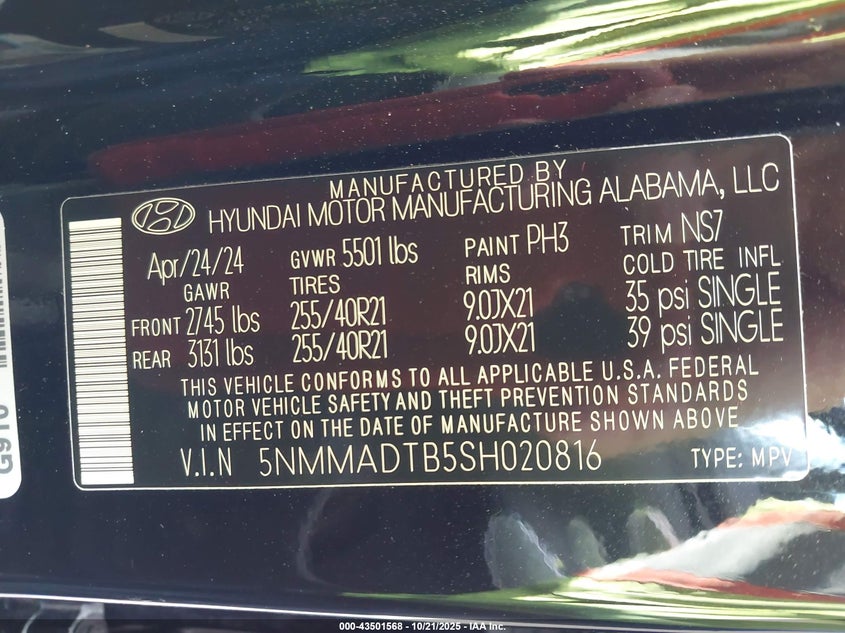 MANUFACTURED BY
HYUNDAI MOTOR MANUFACTURING ALABAMA, LLC
Apr/24/24 GVWR 5501 lbs PAINT PH3 TRIM NS7
GAWR TIRES RIMS COLD TIRE INFL
FRONT 2745 lbs 255/40R21 9.0JX21 35 psi SINGLE
REAR 3131 lbs 255/40R21 9.0JX21 39 psi SINGLE
THIS VEHICLE CONFORMS TO ALL APPLICABLE U.S.A. FEDERAL
MOTOR VEHICLE SAFETY AND THEFT PREVENTION STANDARDS
IN EFFECT ON THE DATE OF MANUFACTURE SHOWN ABOVE
V.I.N 5NMMADTB5SH020816 TYPE: MPV
G910
000-43501568 - 10/21/2025 - IAA Inc.